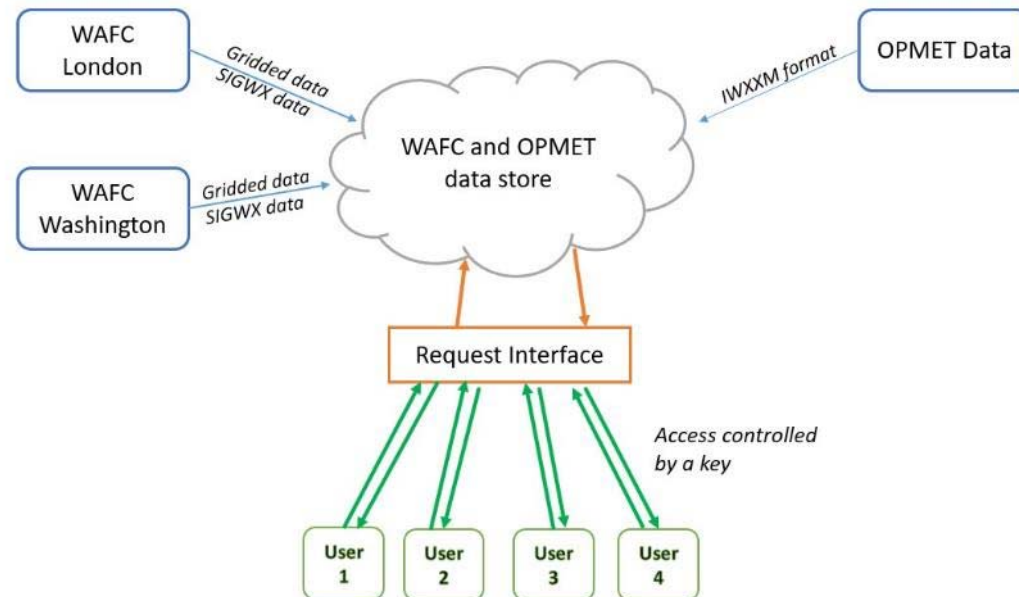 WAFC
London
Gridded data
SIGWX data
OPMET Data
IWXXM format
WAFC and OPMET
data store
WAFC
Washington
Gridded data
SIGWX data
Request Interface
Access controlled
by a key
User
1
User
2
User
3
User
4